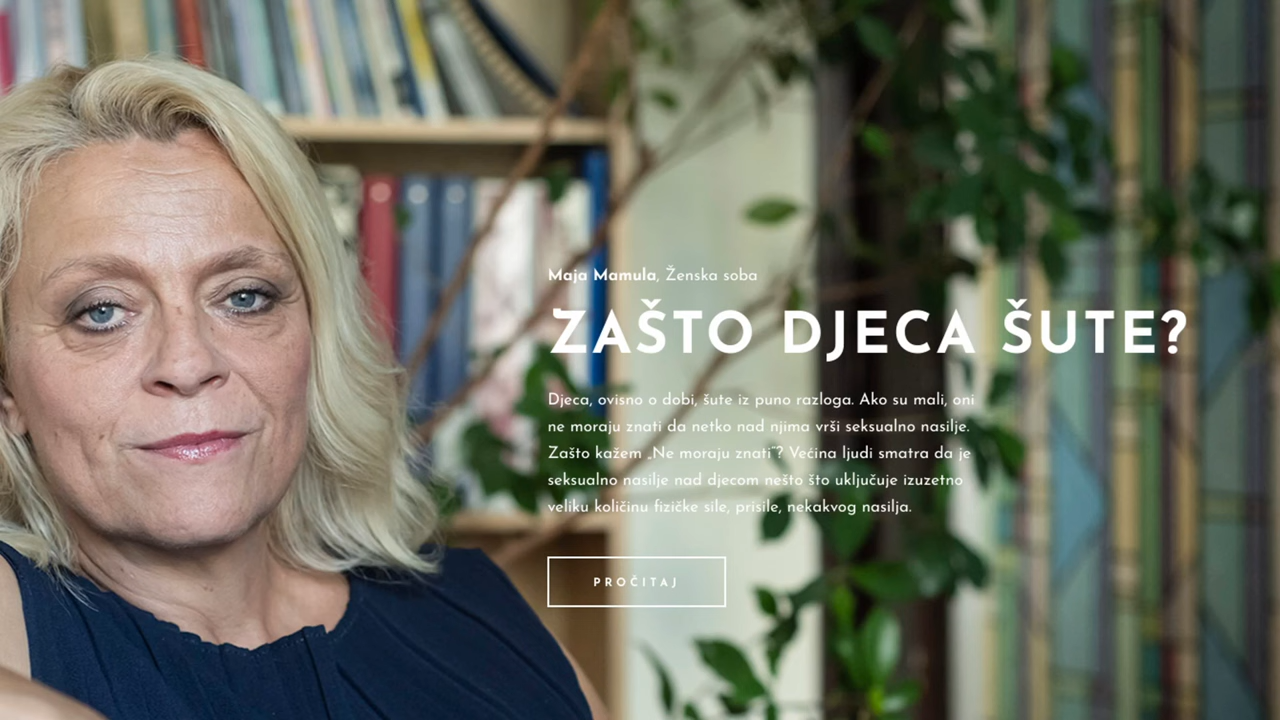 Maja Mamula, Ženska soba
ZAŠTO DJECA ŠUTE?
Djeca, ovisno o dobi, šute iz puno razloga. Ako su mali, oni
ne moraju znati da netko nad njima vrši seksualno nasilje.
Zašto kažem „Ne moraju znati“? Većina ljudi smatra da je
seksualno nasilje nad djecom nešto što uključuje izuzetno
veliku količinu fizičke sile, prisile, nekakvog nasilja.
PROČITAJ